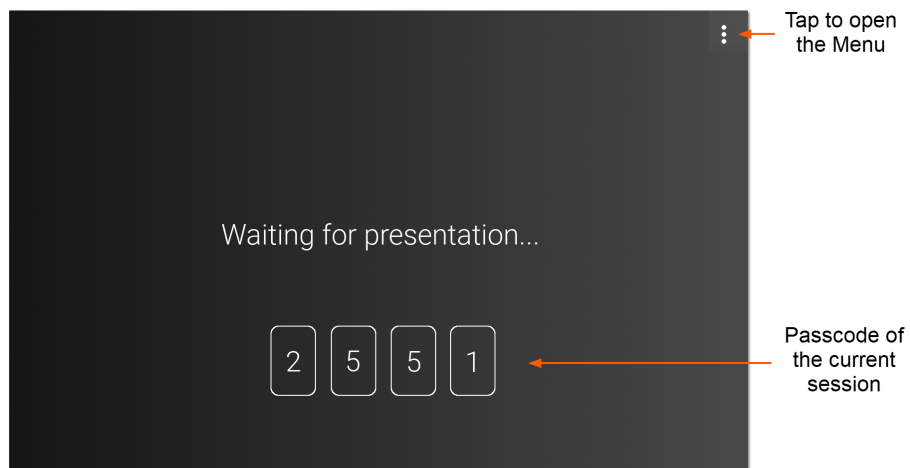 Tap to open
the Menu
Waiting for presentation...
2 5 5 1
Passcode of
the current
session